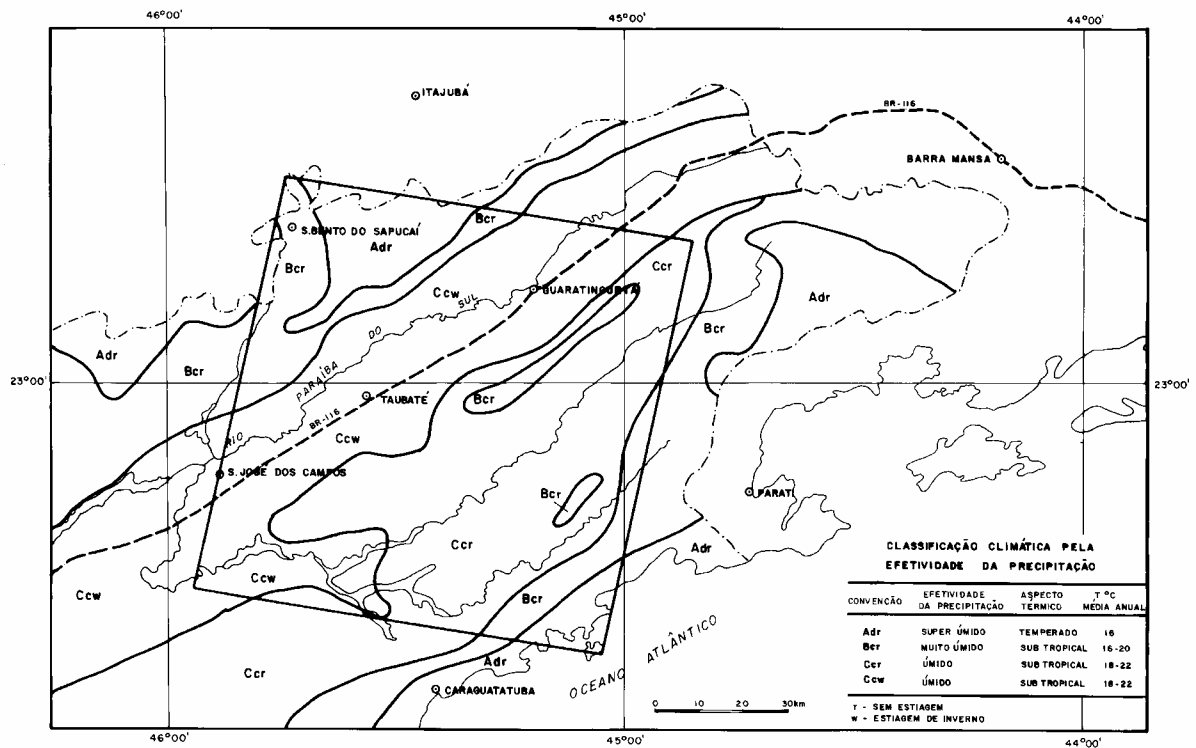 46°00'
45°00'
44°00'
ITAJUBÁ
BR-116
BARRA MANSA
S.BENTO DO SAPUCAÍ
Bcr
Adr
Bcr
Ccr
Ccw
SUL
GUARATINGUETÁ
Adr
Bcr
DO
Adr
Bcr
23°00'
23°00'
PARAÍBA
TAUBATÉ
Bcr
BR-116
Ccw
RIO
S. JOSÉ DOS CAMPOS
Bcr
PARATÍ
Ccr
Adr
Ccw
Ccw
Bcr
Ccr
Adr
CARAGUATATUBA
OCEANO ATLÂNTICO
0 10 20 30km
CLASSIFICAÇÃO CLIMÁTICA PELA
EFETIVIDADE DA PRECIPITAÇÃO
CONVENÇÃO EFETIVIDADE DA PRECIPITAÇÃO ASPECTO TÉRMICO T °C MÉDIA ANUAL
Adr SUPER ÚMIDO TEMPERADO 16
Bcr MUITO ÚMIDO SUB TROPICAL 16-20
Ccr ÚMIDO SUB TROPICAL 18-22
Ccw ÚMIDO SUB TROPICAL 18-22
r - SEM ESTIAGEM
W - ESTIAGEM DE INVERNO
46°00'
45°00'
44°00'